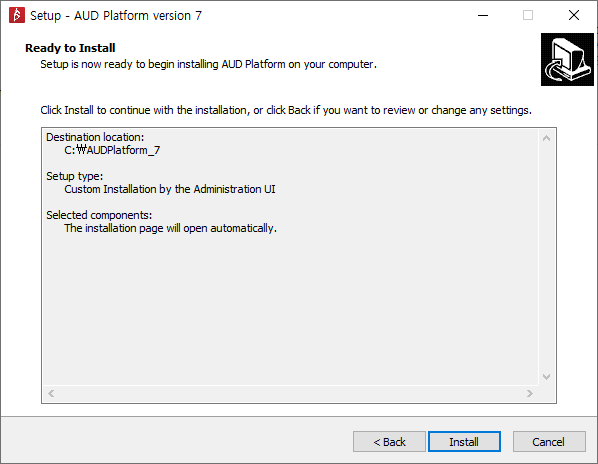 Setup - AUD Platform version 7
Ready to Install
Setup is now ready to begin installing AUD Platform on your computer.
Click Install to continue with the installation, or click Back if you want to review or change any settings.
Destination location:
C:₩AUDPlatform_7
Setup type:
Custom Installation by the Administration UI
Selected components:
The installation page will open automatically.
< Back
Install
Cancel